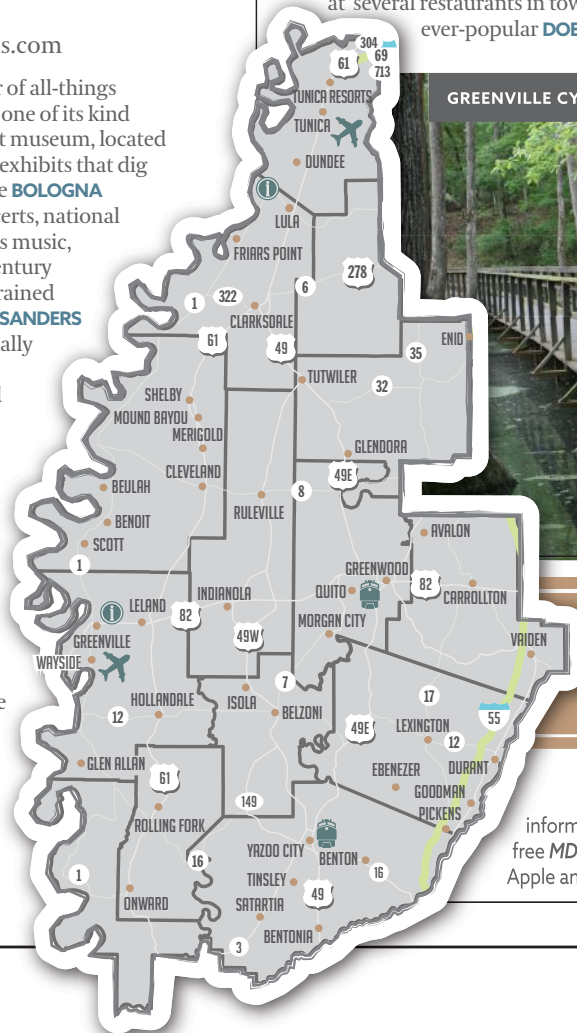 at several restaurants in town
ever-popular DOE
s.com
r of all-things
one of its kind
t museum, located
exhibits that dig
e BOLOGNA
certs, national
s music,
entury
rained
SANDERS
ally
e
GREENVILLE CY
304
61
69
713
TUNICA RESORTS
TUNICA
DUNDEE
i
LULA
FRIARS POINT
278
6
1
322
CLARKSDALE
61
49
35
ENID
TUTWILER
32
SHELBY
MOUND BAYOU
MERIGOLD
GLENDORA
CLEVELAND
49E
BEULAH
8
RULEVILLE
BENOIT
AVALON
SCOTT
1
GREENWOOD
82
QUITO
CARROLLTON
INDIANOLA
i
LELAND
82
MORGAN CITY
GREENVILLE
49W
VAIDEN
WAYSIDE
7
ISOLA
17
HOLLANDALE
BELZONI
55
12
49E
LEXINGTON
12
GLEN ALLAN
61
EBENEZER
DURANT
GOODMAN
149
PICKENS
ROLLING FORK
YAZOO CITY
16
BENTON
1
16
TINSLEY
49
ONWARD
SATARTIA
BENTONIA
3
inform
free MD
Apple an